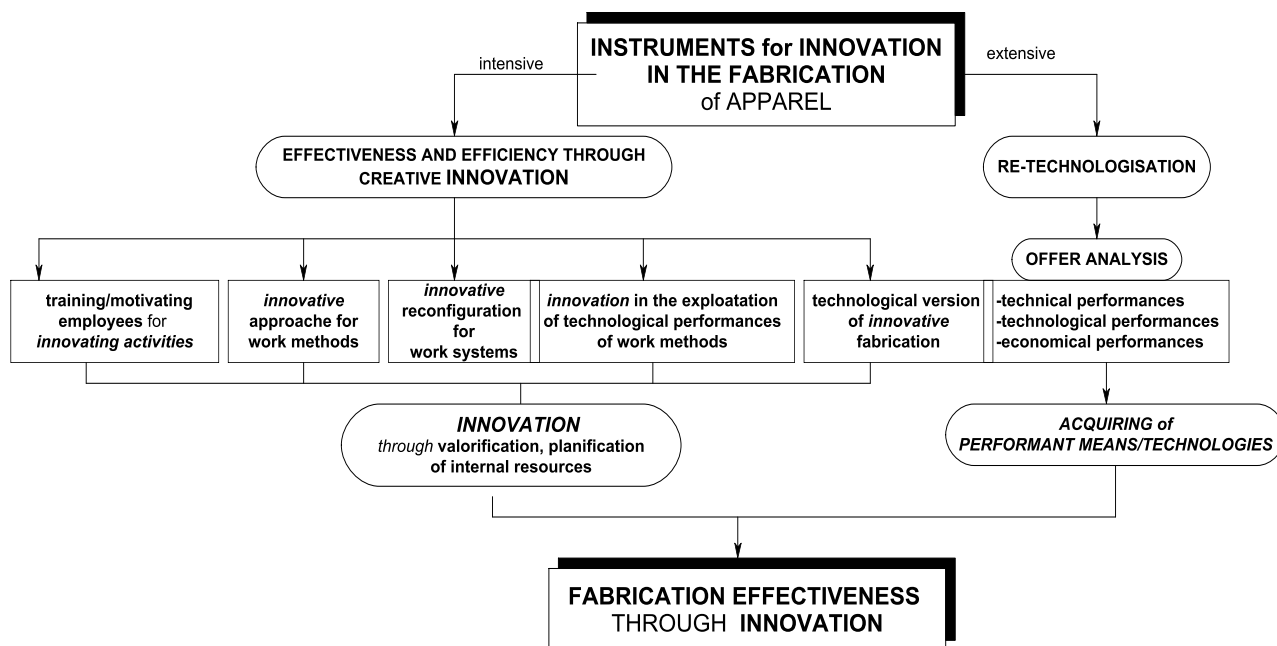 INSTRUMENTS for INNOVATION
IN THE FABRICATION
of APPAREL
intensive
extensive
EFFECTIVENESS AND EFFICIENCY THROUGH
CREATIVE INNOVATION
RE-TECHNOLOGISATION
OFFER ANALYSIS
training/motivating
employees for
innovating activities
innovative
approache for
work methods
innovative
reconfiguration
for
work systems
innovation in the exploatation
of technological performances
of work methods
technological version
of innovative
fabrication
-technical performances
-technological performances
-economical performances
INNOVATION
through valorification, planification
of internal resources
ACQUIRING of
PERFORMANT MEANS/TECHNOLOGIES
FABRICATION EFFECTIVENESS
THROUGH INNOVATION